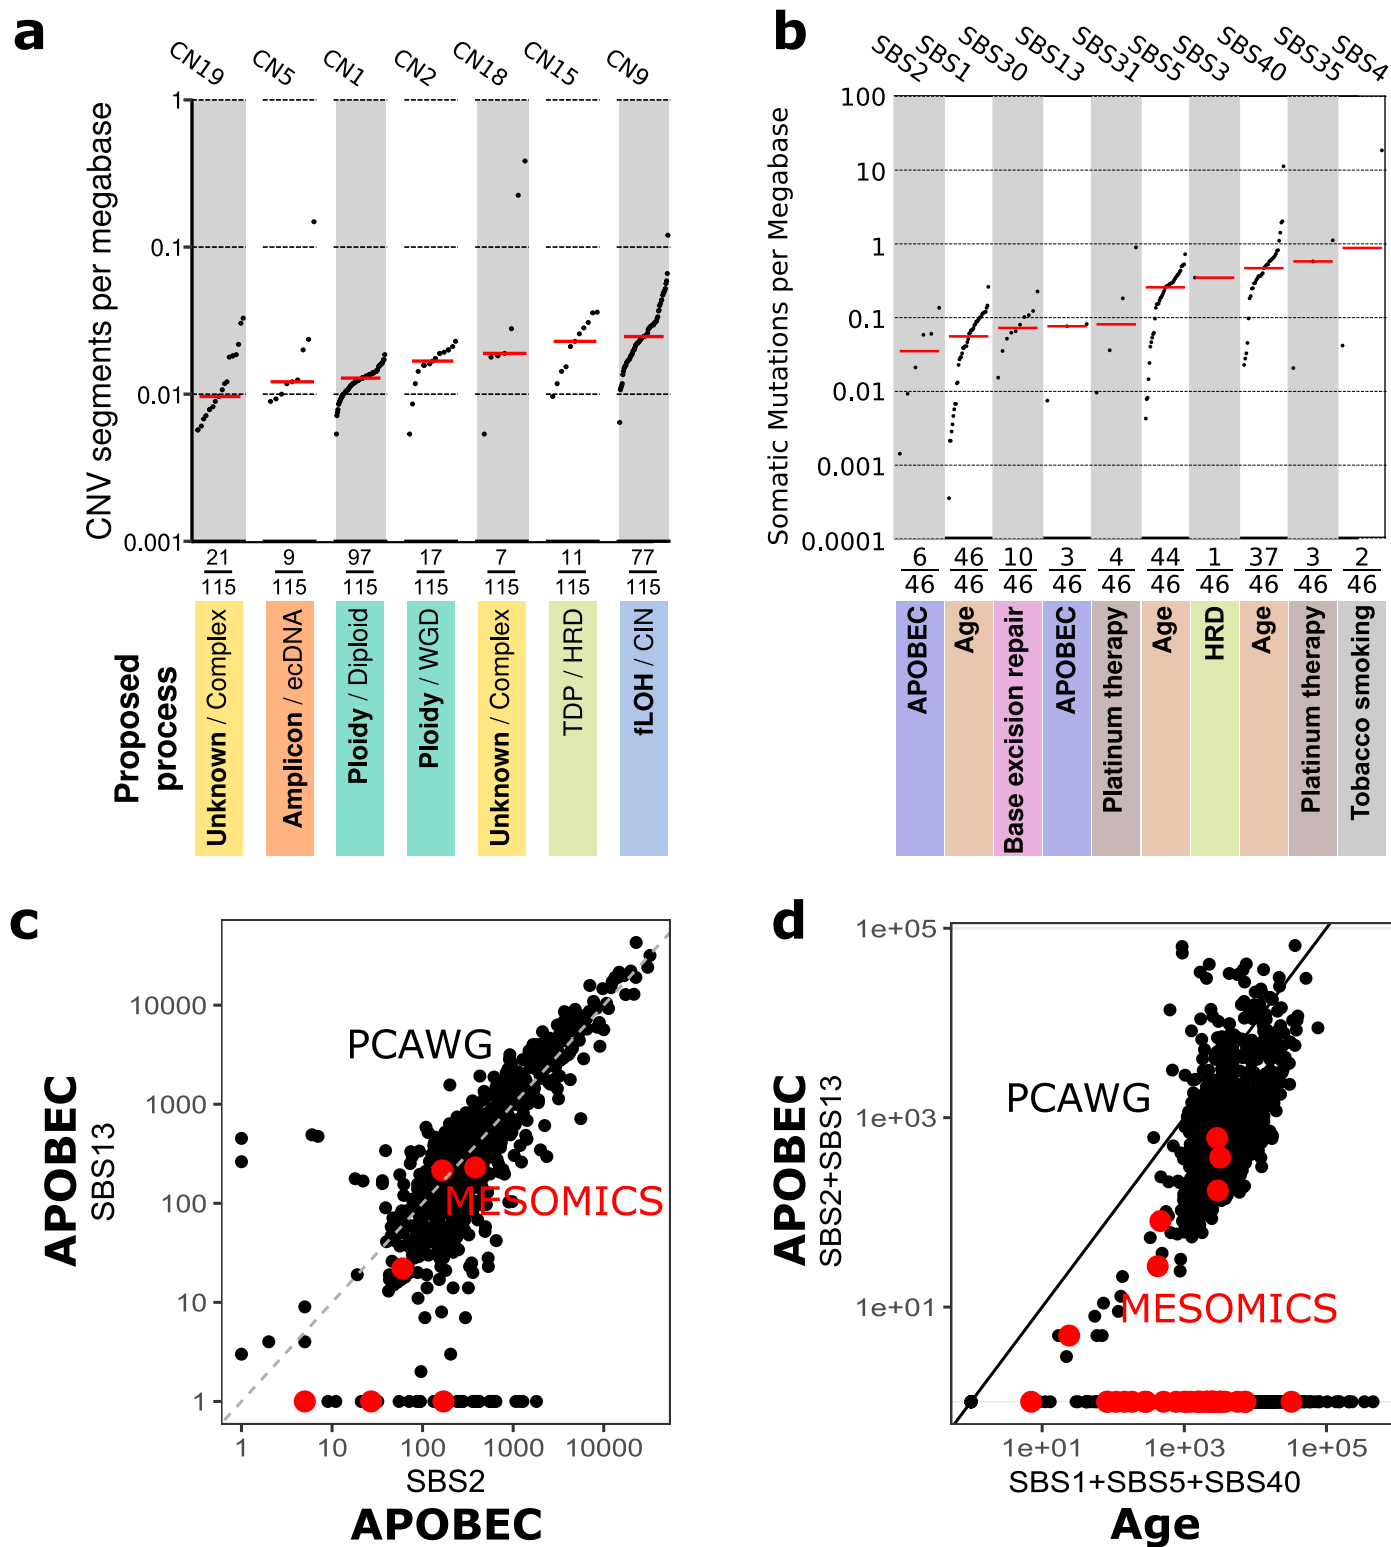 a
CN19 CN5 CN1 CN2 CN18 CN15 CN9
CNV segments per megabase
1
0.1
0.01
0.001
21 9 97 17 7 11 77
115 115 115 115 115 115 115
Proposed
process
Unknown / Complex
Amplicon / ecDNA
Ploidy / Diploid
Ploidy / WGD
Unknown / Complex
TDP / HRD
fLOH / CIN
b
SBS2 SBS1 SBS30 SBS13 SBS31 SBS5 SBS3 SBS40 SBS35 SBS4
Somatic Mutations per Megabase
100
10
1
0.1
0.01
0.001
0.0001
6 46 10 3 4 44 1 37 3 2
46 46 46 46 46 46 46 46 46 46
APOBEC
Age
Base excision repair
APOBEC
Platinum therapy
Age
HRD
Age
Platinum therapy
Tobacco smoking
c
APOBEC
SBS13
10000
1000
100
10
1
PCAWG
MESOMICS
1 10 100 1000 10000
SBS2
APOBEC
d
APOBEC
SBS2+SBS13
1e+05
1e+03
1e+01
PCAWG
MESOMICS
1e+01 1e+03 1e+05
SBS1+SBS5+SBS40
Age